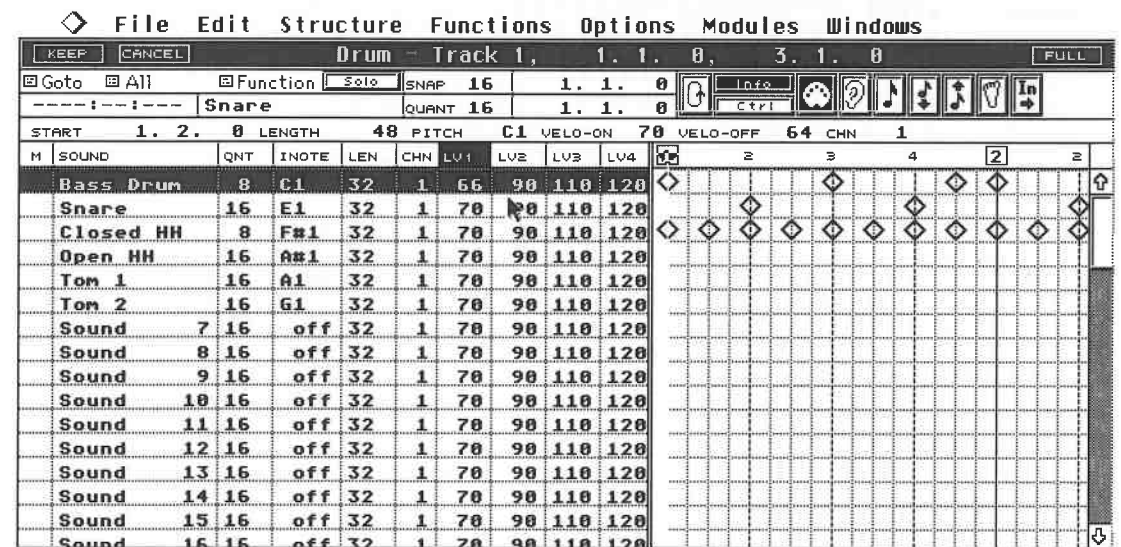 File Edit Structure Functions Options Modules Windows
KEEP CANCEL Drum - Track 1, 1. 1. 0, 3. 1. 0 FULL
Goto All Function Solo SNAP 16 1. 1. 0 Info
----:--:--- Snare QUANT 16 1. 1. 0 Ctrl In
START 1. 2. 0 LENGTH 48 PITCH C1 VELO-ON 70 VELO-OFF 64 CHN 1
M SOUND QNT INOTE LEN CHN LV1 LV2 LV3 LV4 2 3 4 2 2
Bass Drum 8 C1 32 1 66 90 110 120
Snare 16 E1 32 1 70 90 110 120
Closed HH 8 F#1 32 1 70 90 110 120
Open HH 16 A#1 32 1 70 90 110 120
Tom 1 16 A1 32 1 70 90 110 120
Tom 2 16 G1 32 1 70 90 110 120
Sound 7 16 off 32 1 70 90 110 120
Sound 8 16 off 32 1 70 90 110 120
Sound 9 16 off 32 1 70 90 110 120
Sound 10 16 off 32 1 70 90 110 120
Sound 11 16 off 32 1 70 90 110 120
Sound 12 16 off 32 1 70 90 110 120
Sound 13 16 off 32 1 70 90 110 120
Sound 14 16 off 32 1 70 90 110 120
Sound 15 16 off 32 1 70 90 110 120
Sound 16 16 off 32 1 70 90 110 120